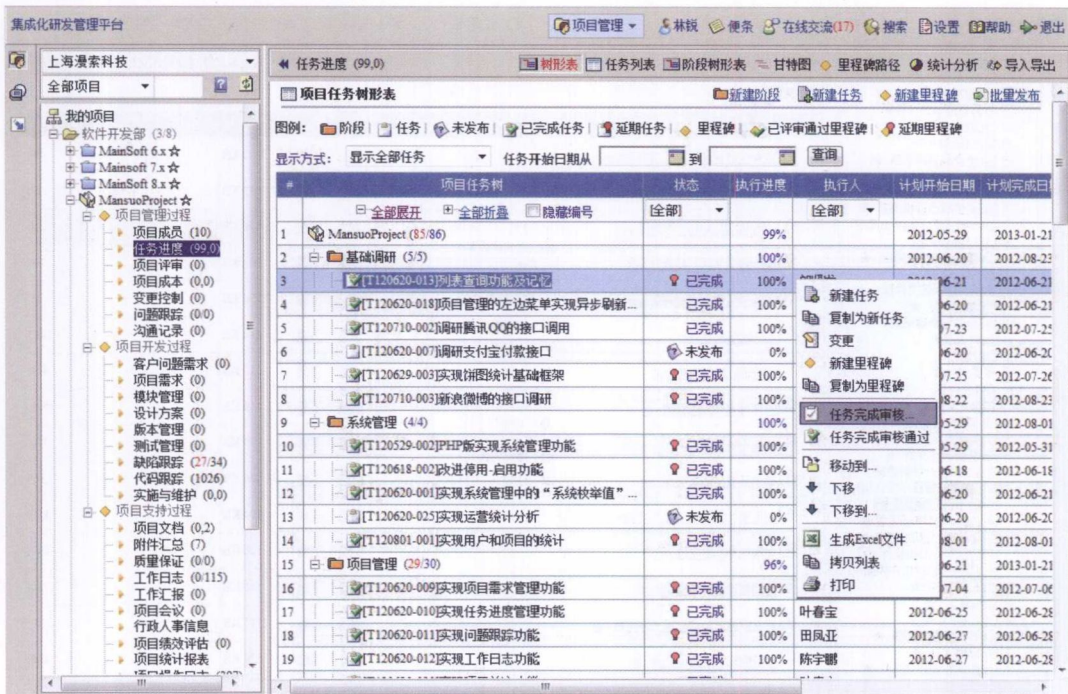 集成化研发管理平台
项目管理 林锐 便条 在线交流(17) 搜索 设置 帮助 退出
上海漫索科技
全部项目
我的项目
软件开发部 (3/8)
MainSoft 6.x ☆
Mainsoft 7.x ☆
MainSoft 8.x ☆
MansuoProject ☆
项目管理过程
项目成员 (10)
任务进度 (99,0)
项目评审 (0)
项目成本 (0,0)
变更控制 (0)
问题跟踪 (0/0)
沟通记录 (0)
项目开发过程
客户问题需求 (0)
项目需求 (0)
模块管理 (0)
设计方案 (0)
版本管理 (0)
测试管理 (0)
缺陷跟踪 (27/34)
代码跟踪 (1026)
实施与维护 (0,0)
项目支持过程
项目文档 (0,2)
附件汇总 (7)
质量保证 (0/0)
工作日志 (0/115)
工作汇报 (0)
项目会议 (0)
行政人事信息
项目绩效评估 (0)
项目统计报表
任务进度 (99,0) 树形表 任务列表 阶段树形表 甘特图 里程碑路径 统计分析 导入导出
项目任务树形表 新建阶段 新建任务 新建里程碑 批量发布
图例: 阶段 | 任务 | 未发布 | 已完成任务 | 延期任务 | 里程碑 | 已评审通过里程碑 | 延期里程碑
显示方式: 显示全部任务 任务开始日期从 到 查询
# 项目任务树 状态 执行进度 执行人 计划开始日期 计划完成日
全部展开 全部折叠 隐藏编号 [全部] [全部]
1 MansuoProject (85/86) 99% 2012-05-29 2013-01-21
2 基础调研 (5/5) 100% 2012-06-20 2012-08-23
3 [T120620-013]列表查询功能及记忆 已完成 100% 6-21 2012-06-21
4 [T120620-018]项目管理的左边菜单实现异步刷新... 已完成 100% 6-20 2012-06-21
5 [T120710-002]调研腾讯QQ的接口调用 已完成 100% 7-23 2012-07-25
6 [T120620-007]调研支付宝付款接口 未发布 0% 6-20 2012-06-20
7 [T120629-003]实现饼图统计基础框架 已完成 100% 7-25 2012-07-26
8 [T120710-003]新浪微博的接口调研 已完成 100% 8-22 2012-08-23
9 系统管理 (4/4) 100% 5-29 2012-08-01
10 [T120529-002]PHP版实现系统管理功能 已完成 100% 5-29 2012-05-31
11 [T120618-002]改进停用-启用功能 已完成 100% 6-18 2012-06-18
12 [T120620-001]实现系统管理中的“系统枚举值”... 已完成 100% 6-20 2012-06-21
13 [T120620-025]实现运营统计分析 未发布 0% 6-20 2012-06-20
14 [T120801-001]实现用户和项目的统计 已完成 100% 8-01 2012-08-01
15 项目管理 (29/30) 96% 6-21 2013-01-21
16 [T120620-009]实现项目需求管理功能 已完成 100% 7-04 2012-07-06
17 [T120620-010]实现任务进度管理功能 已完成 100% 叶春宝 2012-06-25 2012-06-28
18 [T120620-011]实现问题跟踪功能 已完成 100% 田凤亚 2012-06-27 2012-06-28
19 [T120620-012]实现工作日志功能 已完成 100% 陈宇鹏 2012-06-27 2012-06-28
新建任务
复制为新任务
变更
新建里程碑
复制为里程碑
任务完成审核...
任务完成审核通过
移动到...
下移
下移到...
生成Excel文件
拷贝列表
打印